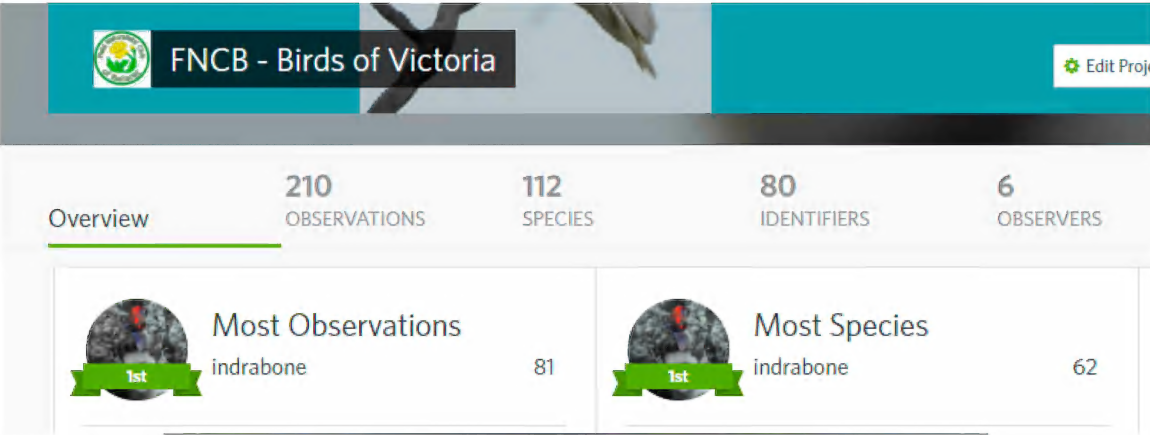 FNCB - Birds of Victoria
Edit Proj
Overview
210
OBSERVATIONS
112
SPECIES
80
IDENTIFIERS
6
OBSERVERS
Most Observations
indrabone 81
1st
Most Species
indrabone 62
1st